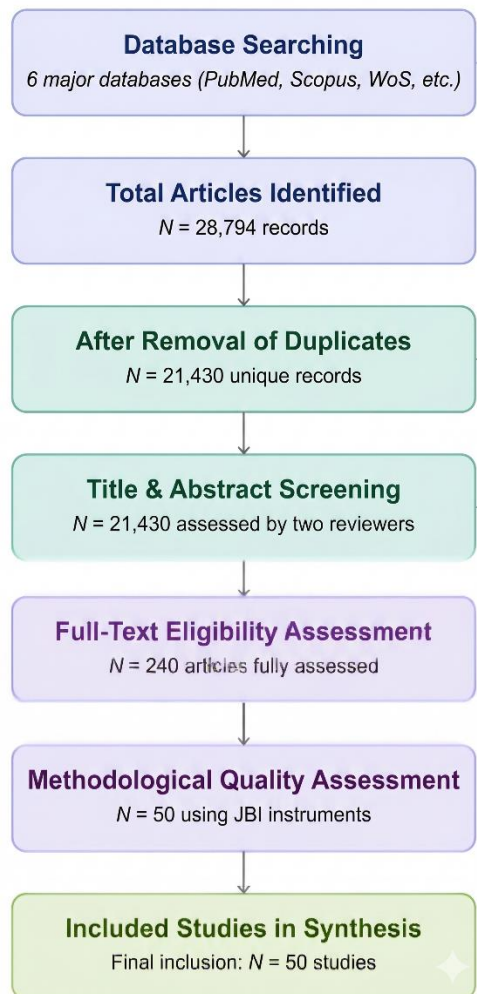 Database Searching
6 major databases (PubMed, Scopus, WoS, etc.)
Total Articles Identified
N = 28,794 records
After Removal of Duplicates
N = 21,430 unique records
Title & Abstract Screening
N = 21,430 assessed by two reviewers
Full-Text Eligibility Assessment
N = 240 articles fully assessed
Methodological Quality Assessment
N = 50 using JBI instruments
Included Studies in Synthesis
Final inclusion: N = 50 studies